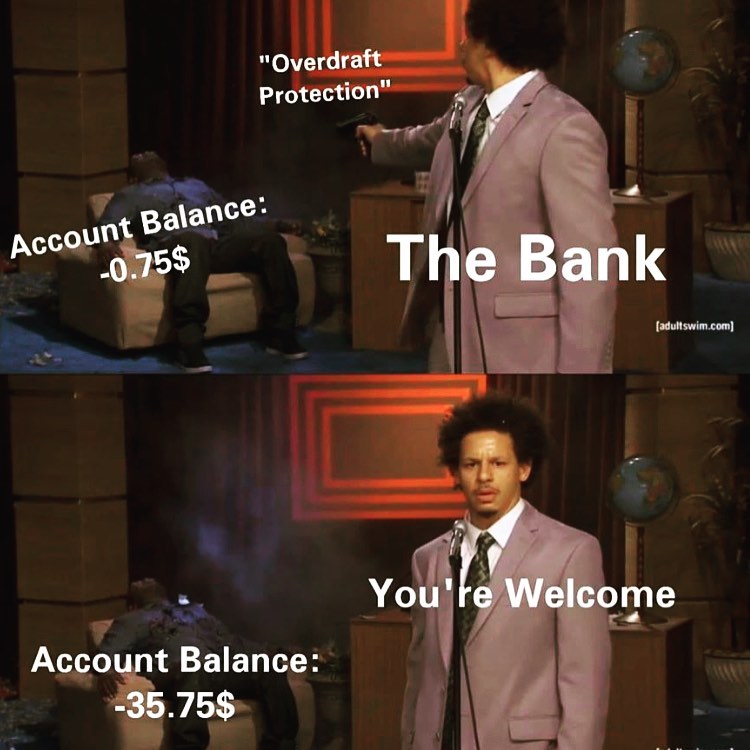 "Overdraft
Protection"
Account Balance:
-0.75$
The Bank
[adultswim.com]
You're Welcome
Account Balance:
-35.75$